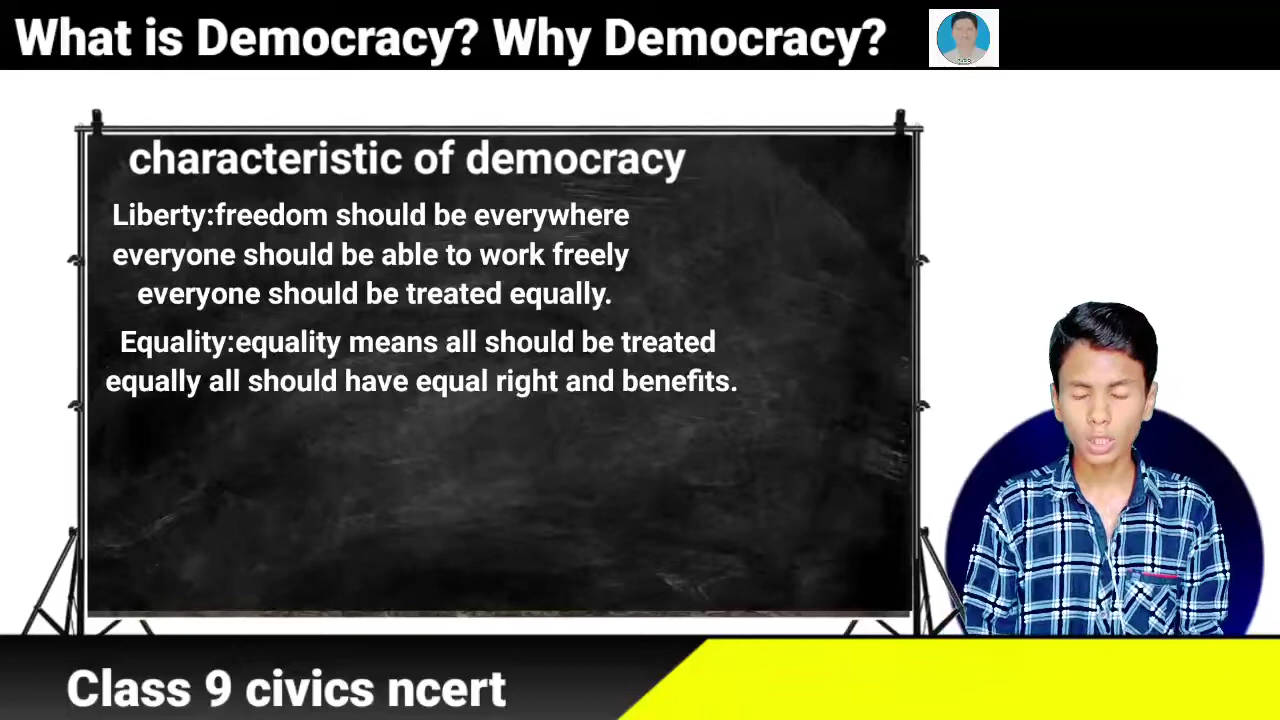 What is Democracy? Why Democracy?
characteristic of democracy
Liberty:freedom should be everywhere
everyone should be able to work freely
everyone should be treated equally.
Equality:equality means all should be treated
equally all should have equal right and benefits.
Class 9 civics ncert